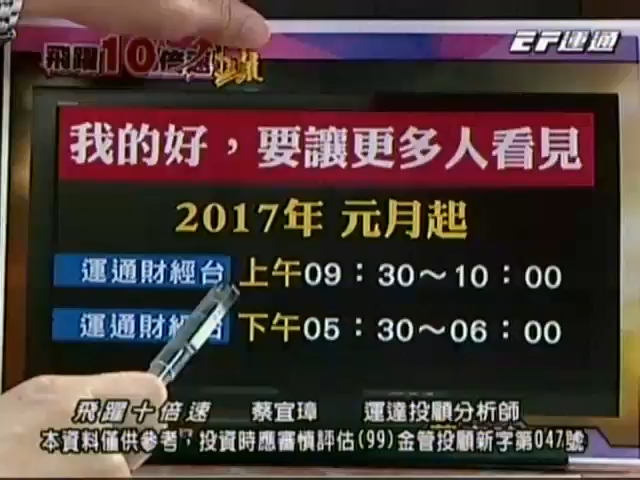 EF運通
飛躍10倍速
我的好，要讓更多人看見
2017年 元月起
運通財經台 上午09：30～10：00
運通財經台 下午05：30～06：00
飛躍十倍速 蔡宜璋 運達投顧分析師
本資料僅供參考，投資時應審慎評估(99)金管投顧新字第047號